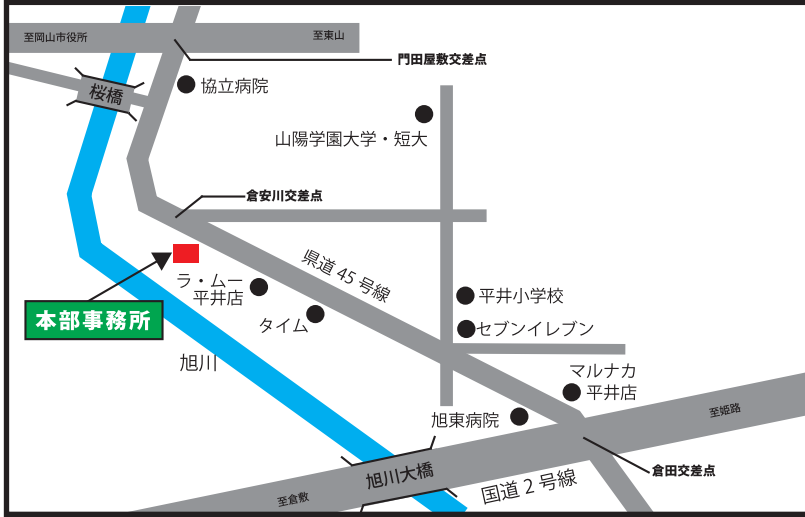 至岡山市役所
至東山
門田屋敷交差点
協立病院
桜橋
山陽学園大学・短大
倉安川交差点
県道 45 号線
ラ・ムー
平井店
タイム
平井小学校
セブンイレブン
本部事務所
旭川
マルナカ
平井店
旭東病院
至姫路
倉田交差点
旭川大橋
国道 2 号線
至倉敷